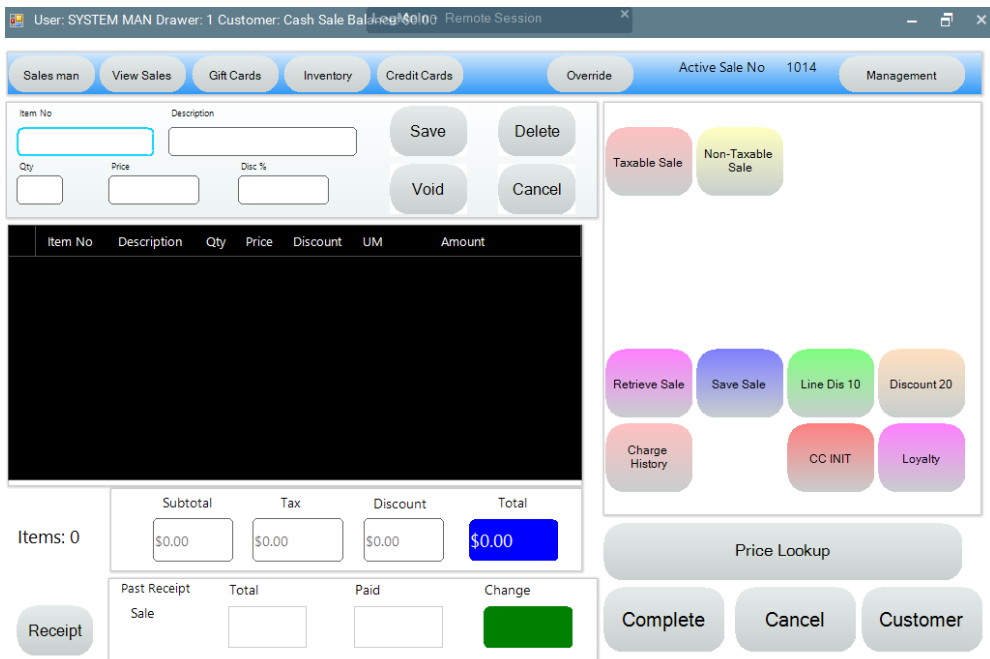 User: SYSTEM MAN Drawer: 1 Customer: Cash Sale Balance: $0.00
LogMeIn - Remote Session
Sales man View Sales Gift Cards Inventory Credit Cards Override Active Sale No 1014 Management
Item No Description
Save Delete
Qty Price Disc %
Void Cancel
Taxable Sale Non-Taxable
Sale
Item No Description Qty Price Discount UM Amount
Retrieve Sale Save Sale Line Dis 10 Discount 20
Charge
History
CC INIT Loyalty
Subtotal Tax Discount Total
Items: 0 $0.00 $0.00 $0.00 $0.00
Price Lookup
Past Receipt Total Paid Change
Sale
Receipt
Complete Cancel Customer